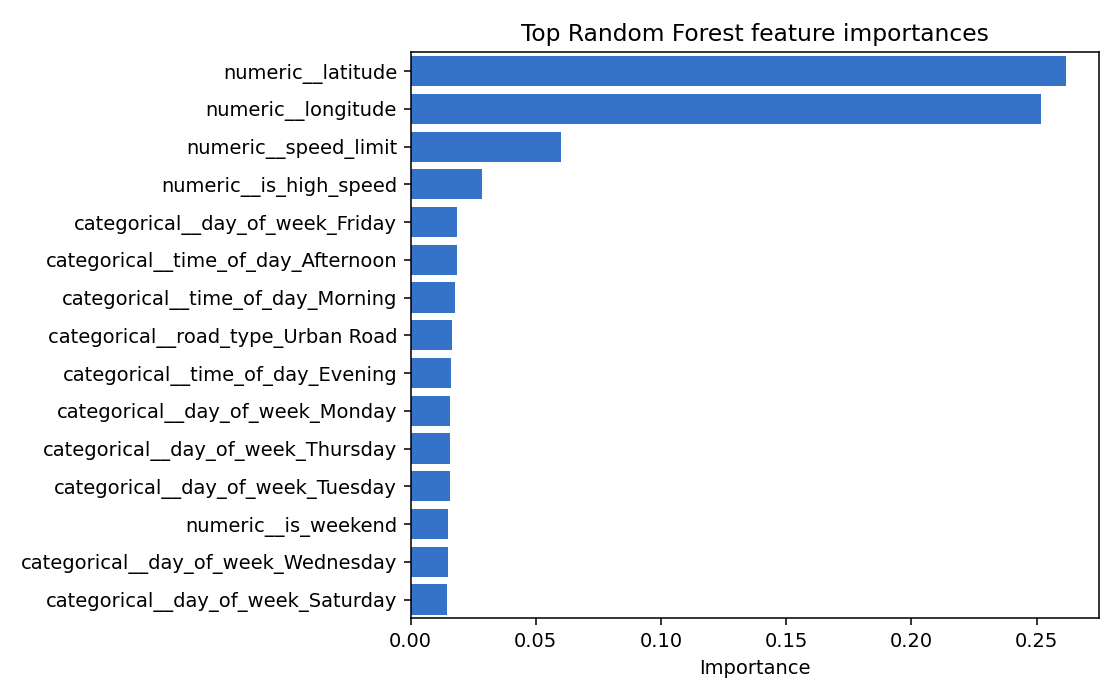 Top Random Forest feature importances
numeric__latitude
numeric__longitude
numeric__speed_limit
numeric__is_high_speed
categorical__day_of_week_Friday
categorical__time_of_day_Afternoon
categorical__time_of_day_Morning
categorical__road_type_Urban Road
categorical__time_of_day_Evening
categorical__day_of_week_Monday
categorical__day_of_week_Thursday
categorical__day_of_week_Tuesday
numeric__is_weekend
categorical__day_of_week_Wednesday
categorical__day_of_week_Saturday
0.00 0.05 0.10 0.15 0.20 0.25
Importance